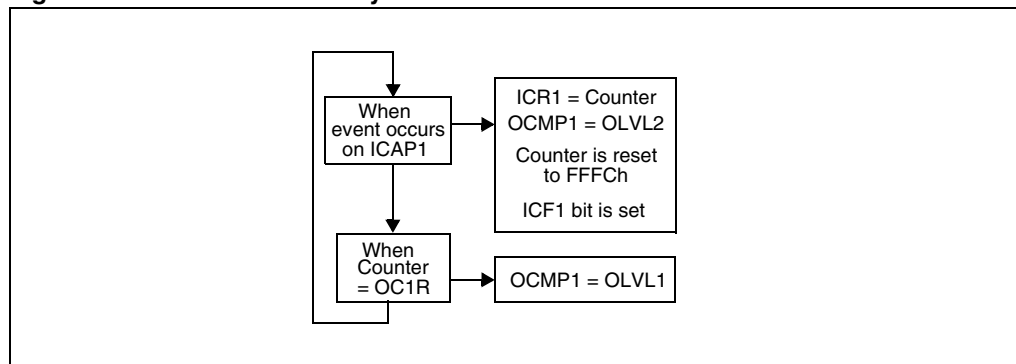 When
event occurs
on ICAP1
ICR1 = Counter
OCMP1 = OLVL2
Counter is reset
to FFFCh
ICF1 bit is set
When
Counter
= OC1R
OCMP1 = OLVL1